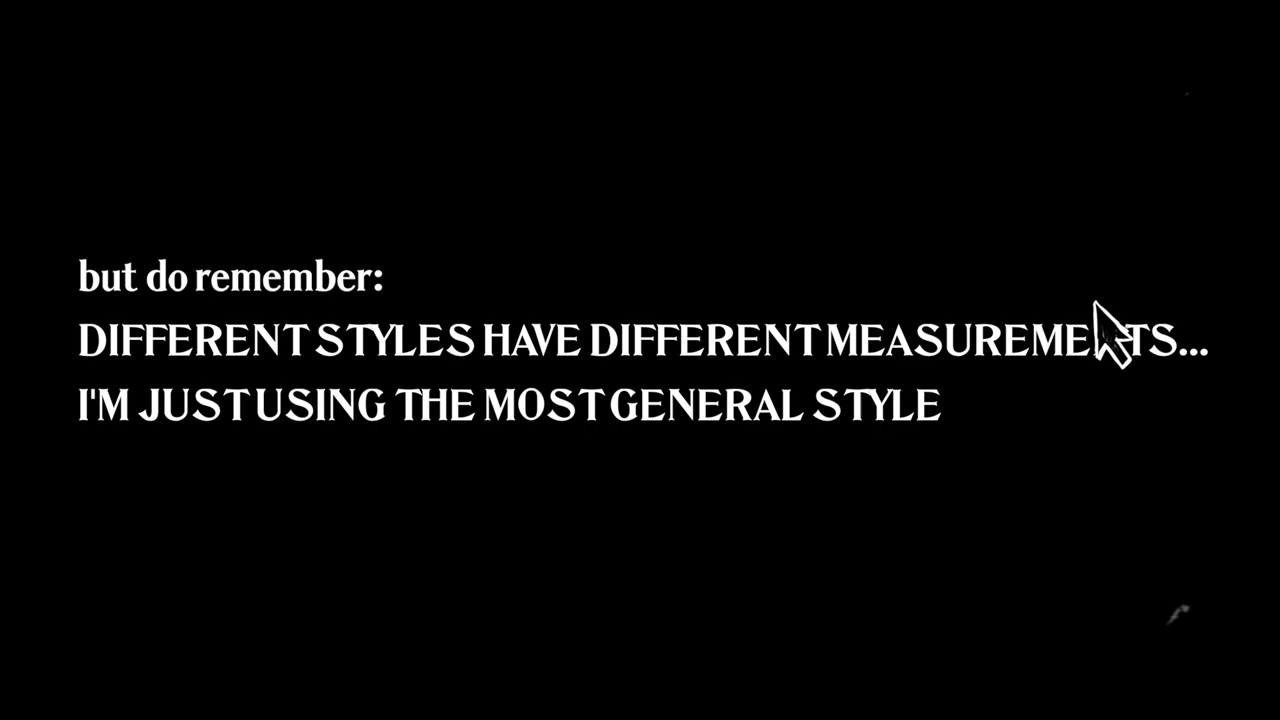 but do remember:
DIFFERENT STYLES HAVE DIFFERENT MEASUREMENTS...
I'M JUST USING THE MOST GENERAL STYLE